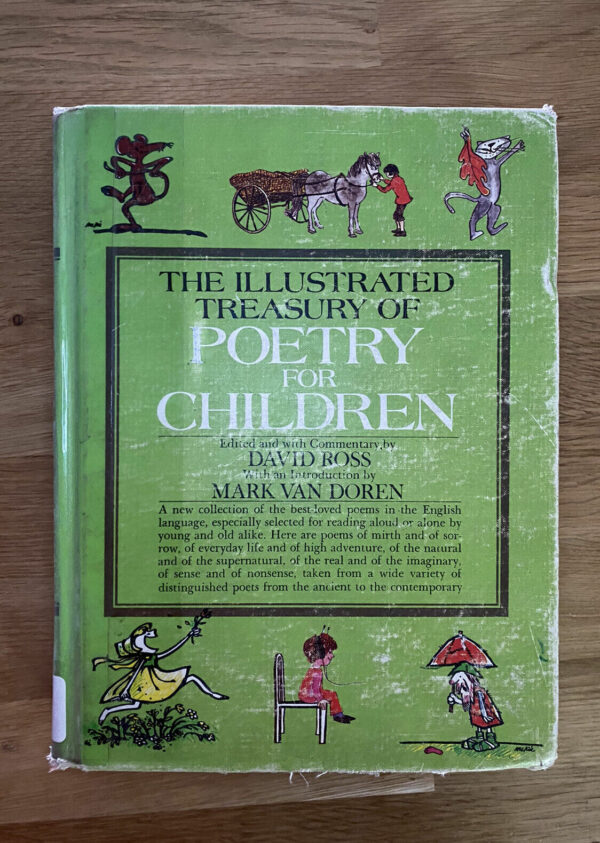 THE ILLUSTRATED
TREASURY OF
POETRY
FOR
CHILDREN
Edited and with Commentary by
DAVID ROSS
With an Introduction by
MARK VAN DOREN
A new collection of the best-loved poems in the English
language, especially selected for reading aloud or alone by
young and old alike. Here are poems of mirth and of sor-
row, of everyday life and of high adventure, of the natural
and of the supernatural, of the real and of the imaginary,
of sense and of nonsense, taken from a wide variety of
distinguished poets from the ancient to the contemporary